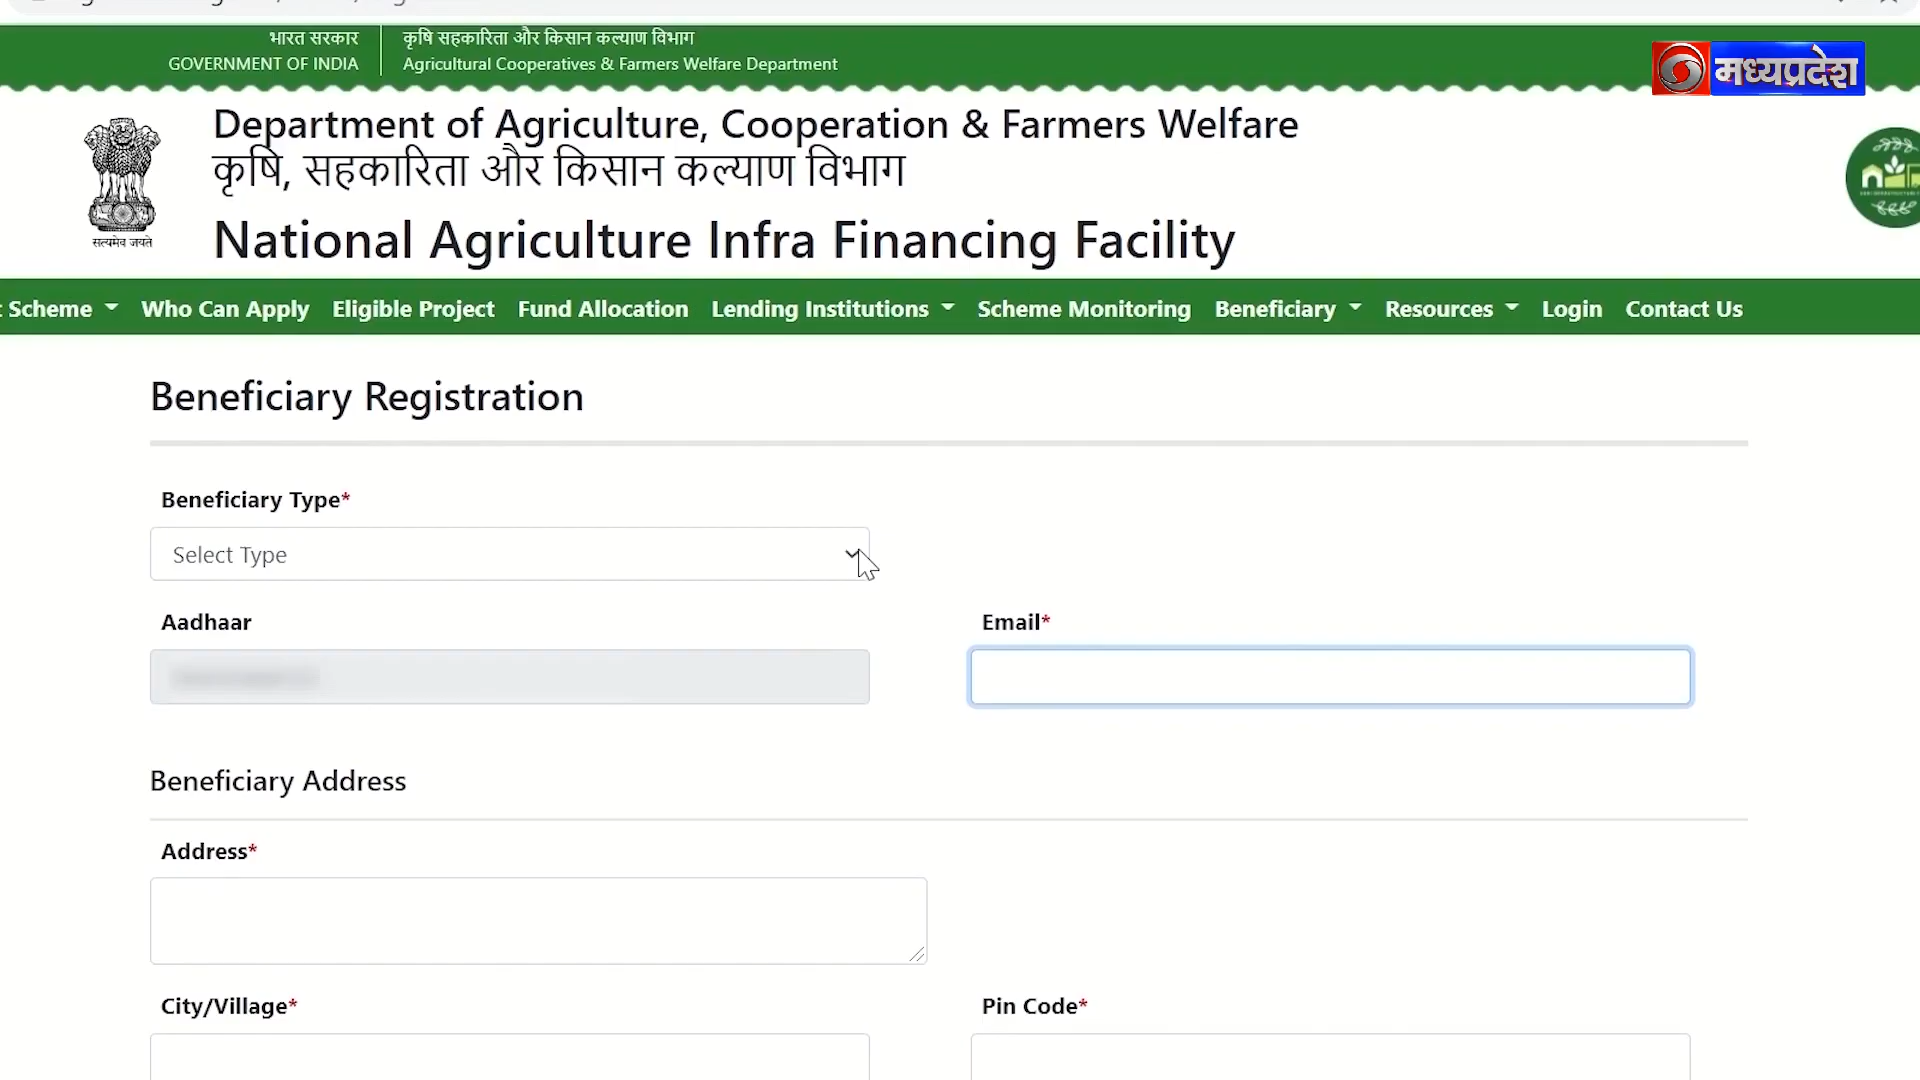 भारत सरकार
GOVERNMENT OF INDIA
कृषि सहकारिता और किसान कल्याण विभाग
Agricultural Cooperatives & Farmers Welfare Department
मध्यप्रदेश
Department of Agriculture, Cooperation & Farmers Welfare
कृषि, सहकारिता और किसान कल्याण विभाग
National Agriculture Infra Financing Facility
सत्यमेव जयते
Scheme Who Can Apply Eligible Project Fund Allocation Lending Institutions Scheme Monitoring Beneficiary Resources Login Contact Us
Beneficiary Registration
Beneficiary Type*
Select Type
Aadhaar Email*
Beneficiary Address
Address*
City/Village* Pin Code*